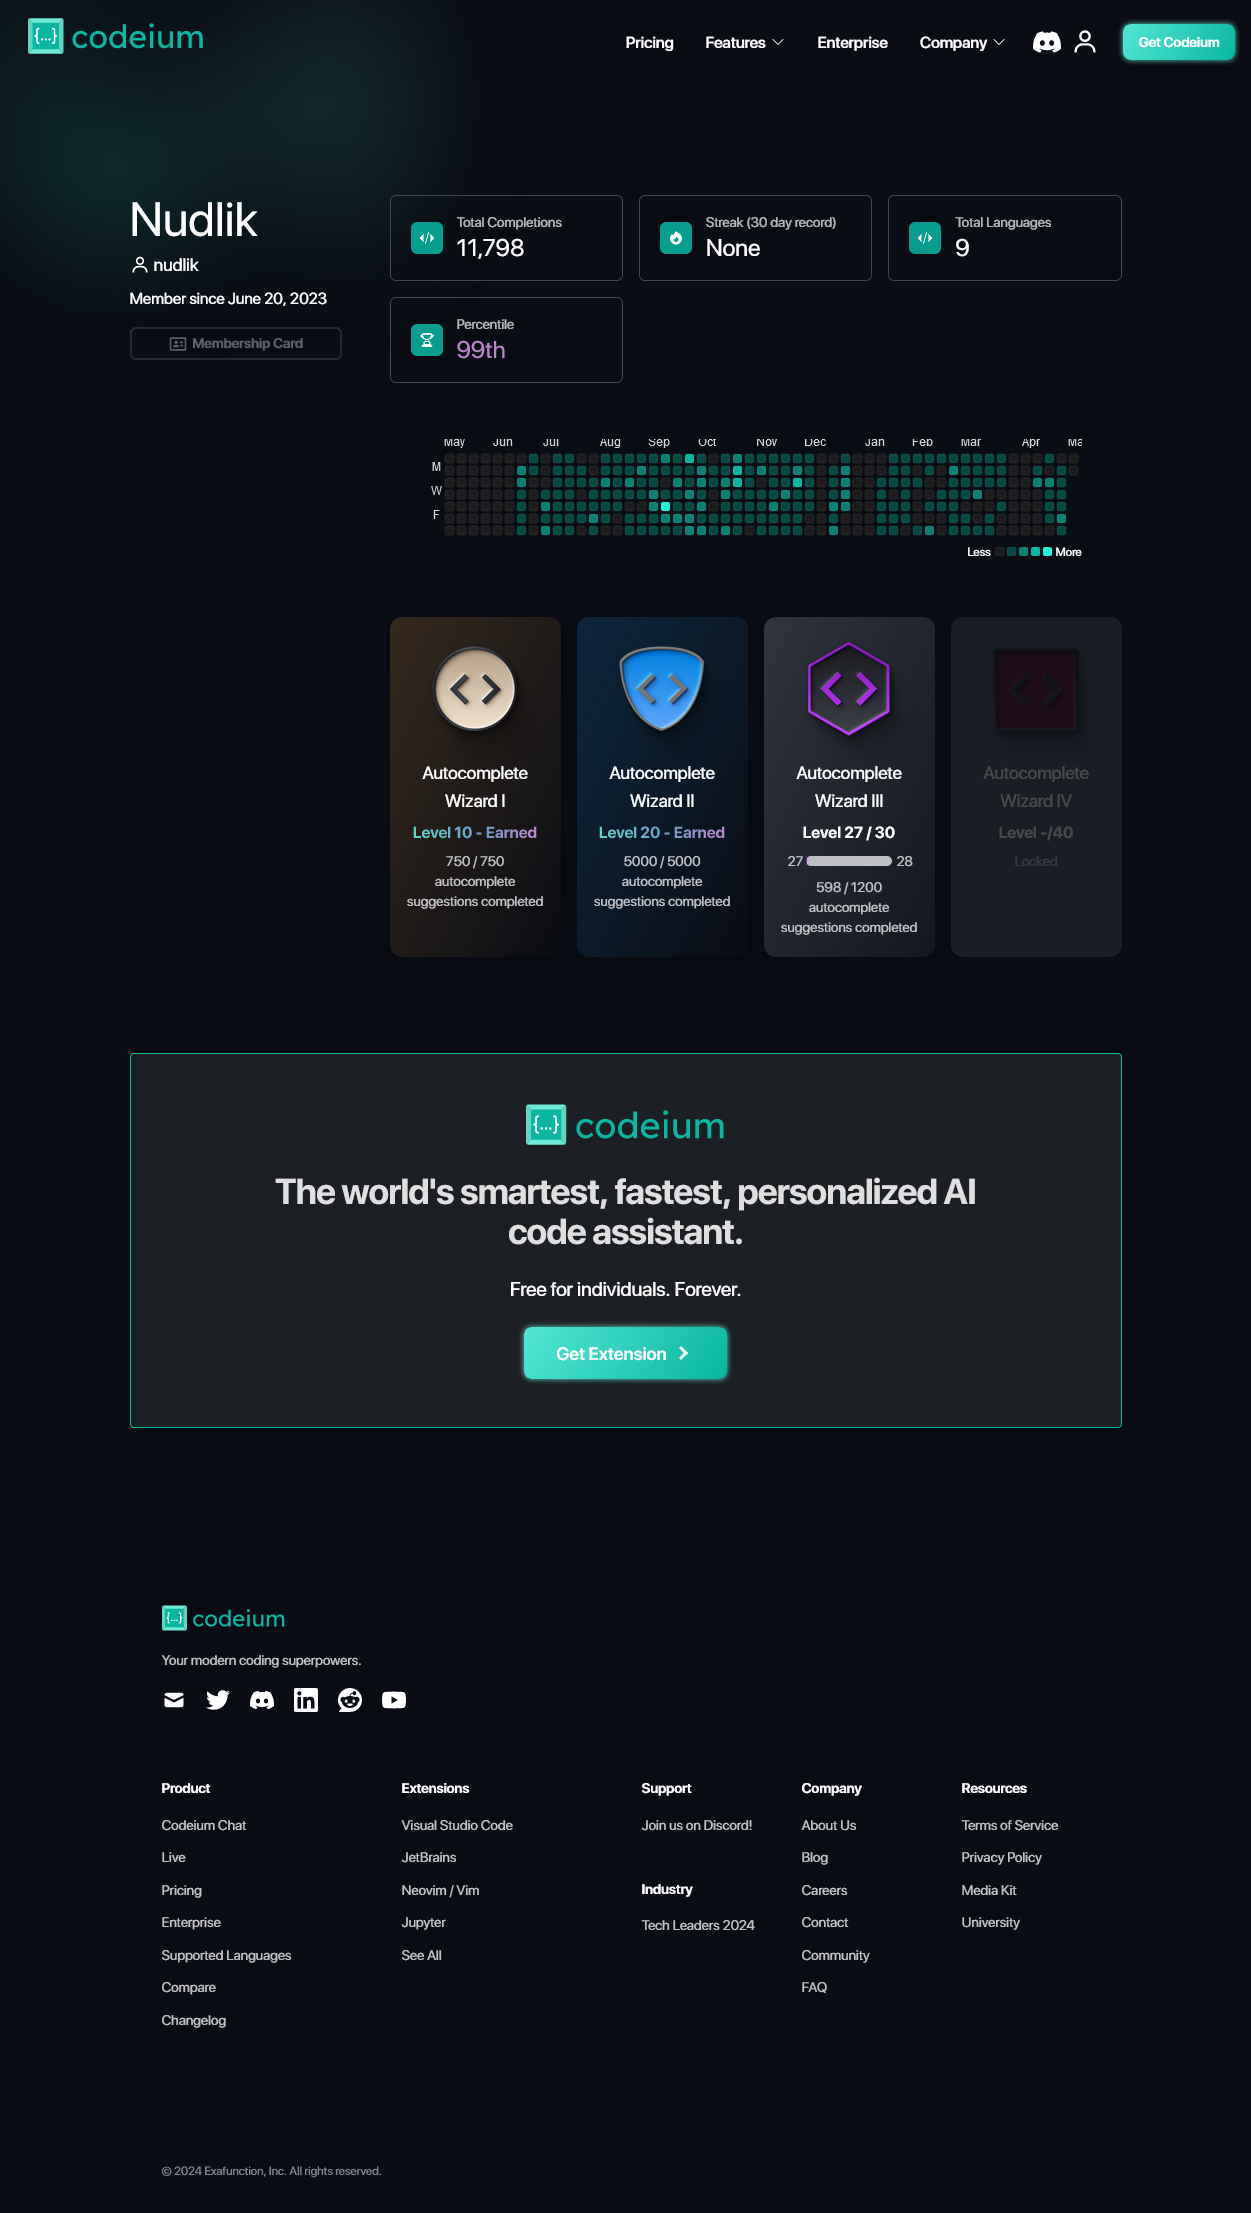 {...} codeium
Pricing
Features
Enterprise
Company
Get Codeium
Nudlik
nudlik
Member since June 20, 2023
Membership Card
Total Completions
11,798
Streak (30 day record)
None
Total Languages
9
Percentile
99th
May Jun Jul Aug Sep Oct Nov Dec Jan Feb Mar Apr Ma
M
W
F
Less More
Autocomplete
Wizard I
Level 10 - Earned
750 / 750
autocomplete
suggestions completed
Autocomplete
Wizard II
Level 20 - Earned
5000 / 5000
autocomplete
suggestions completed
Autocomplete
Wizard III
Level 27 / 30
27 28
598 / 1200
autocomplete
suggestions completed
Autocomplete
Wizard IV
Level -/40
Locked
{...} codeium
The world's smartest, fastest, personalized AI
code assistant.
Free for individuals. Forever.
Get Extension
{...} codeium
Your modern coding superpowers.
Product
Codeium Chat
Live
Pricing
Enterprise
Supported Languages
Compare
Changelog
Extensions
Visual Studio Code
JetBrains
Neovim / Vim
Jupyter
See All
Support
Join us on Discord!
Industry
Tech Leaders 2024
Company
About Us
Blog
Careers
Contact
Community
FAQ
Resources
Terms of Service
Privacy Policy
Media Kit
University
© 2024 Exafunction, Inc. All rights reserved.